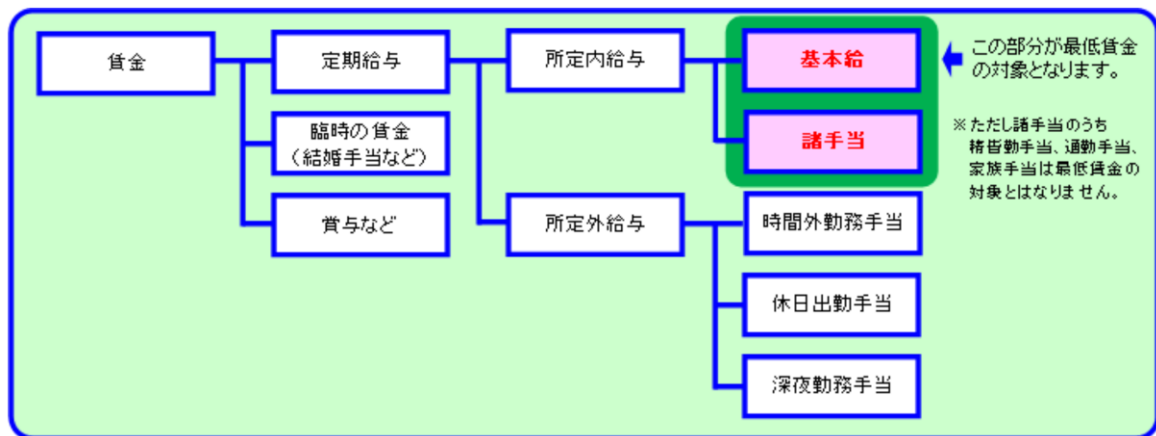 賃金
定期給与
所定内給与
基本給
この部分が最低賃金
の対象となります。
臨時の賃金
(結婚手当など)
諸手当
※ただし諸手当のうち
精皆勤手当、通勤手当、
家族手当は最低賃金の
対象とはなりません。
賞与など
所定外給与
時間外勤務手当
休日出勤手当
深夜勤務手当